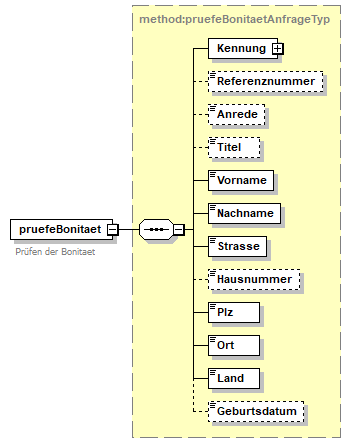 method:pruefeBonitaetAnfrageTyp
Kennung
Referenznummer
Anrede
Titel
Vorname
Nachname
pruefeBonitaet
Prüfen der Bonitaet
Strasse
Hausnummer
Plz
Ort
Land
Geburtsdatum